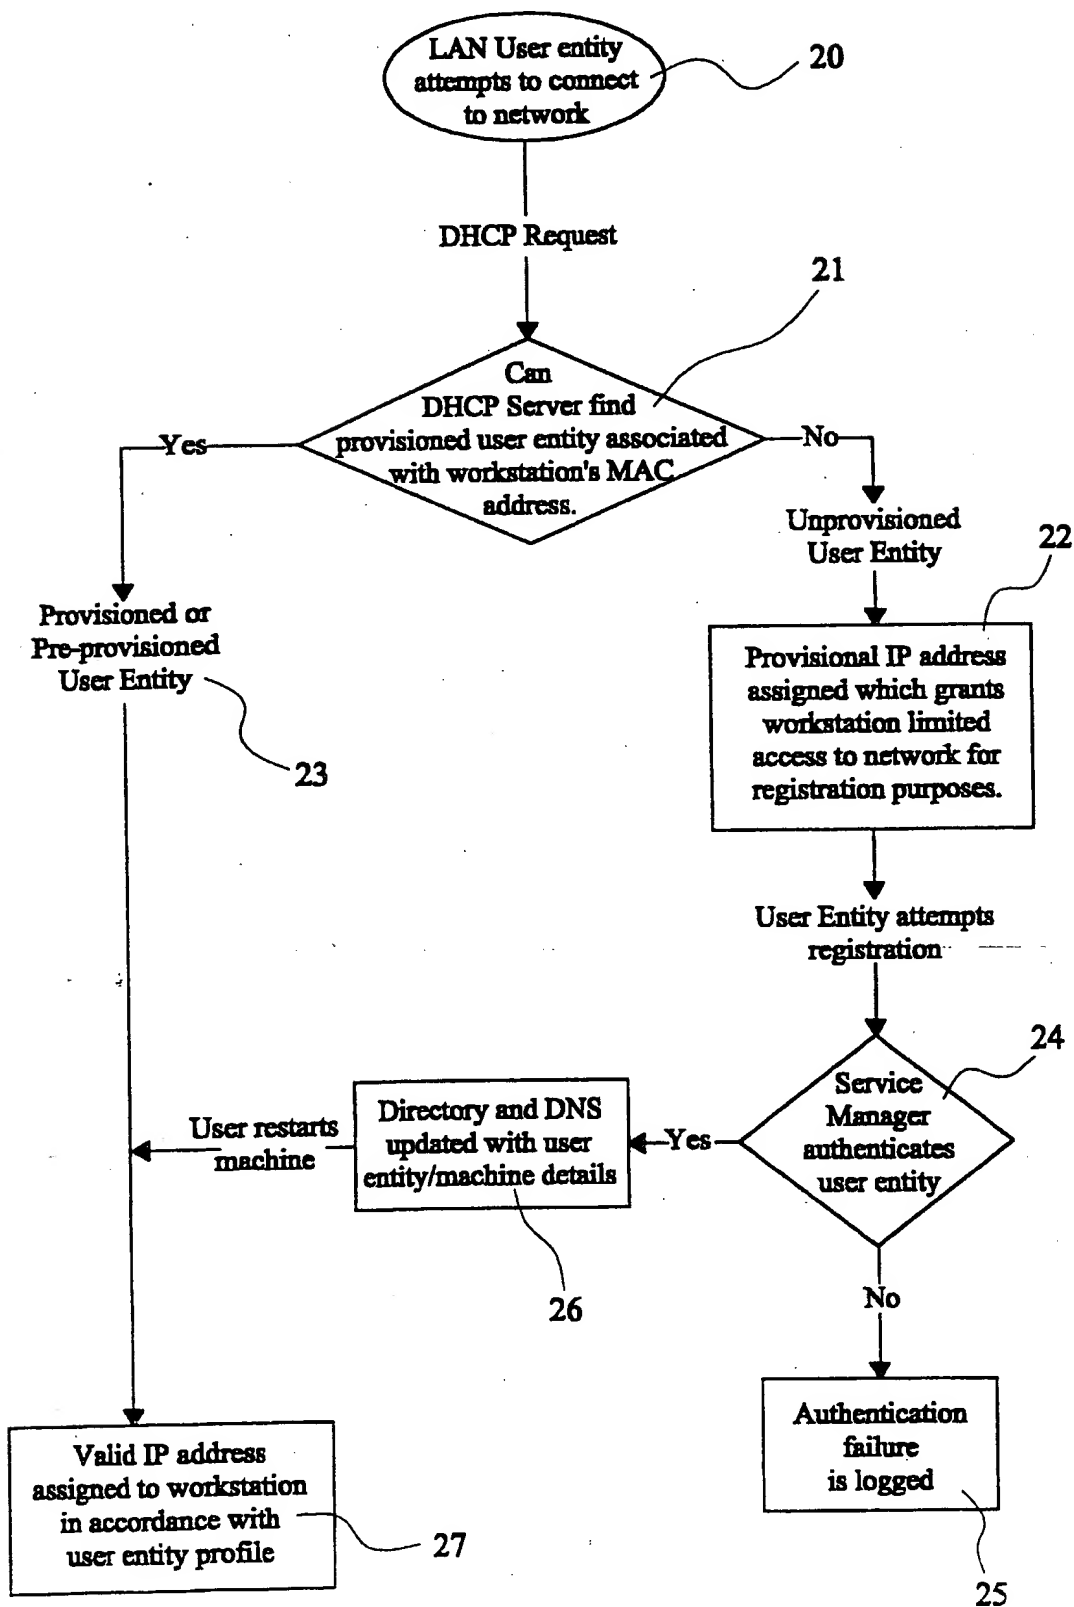 LAN User entity
attempts to connect
to network
20
DHCP Request
21
Can
DHCP Server find
provisioned user entity associated
with workstation's MAC
address.
Yes
No
Unprovisioned
User Entity
22
Provisioned or
Pre-provisioned
User Entity
23
Provisional IP address
assigned which grants
workstation limited
access to network for
registration purposes.
User Entity attempts
registration
24
Service
Manager
authenticates
user entity
Yes
Directory and DNS
updated with user
entity/machine details
26
User restarts
machine
No
Authentication
failure
is logged
25
Valid IP address
assigned to workstation
in accordance with
user entity profile
27